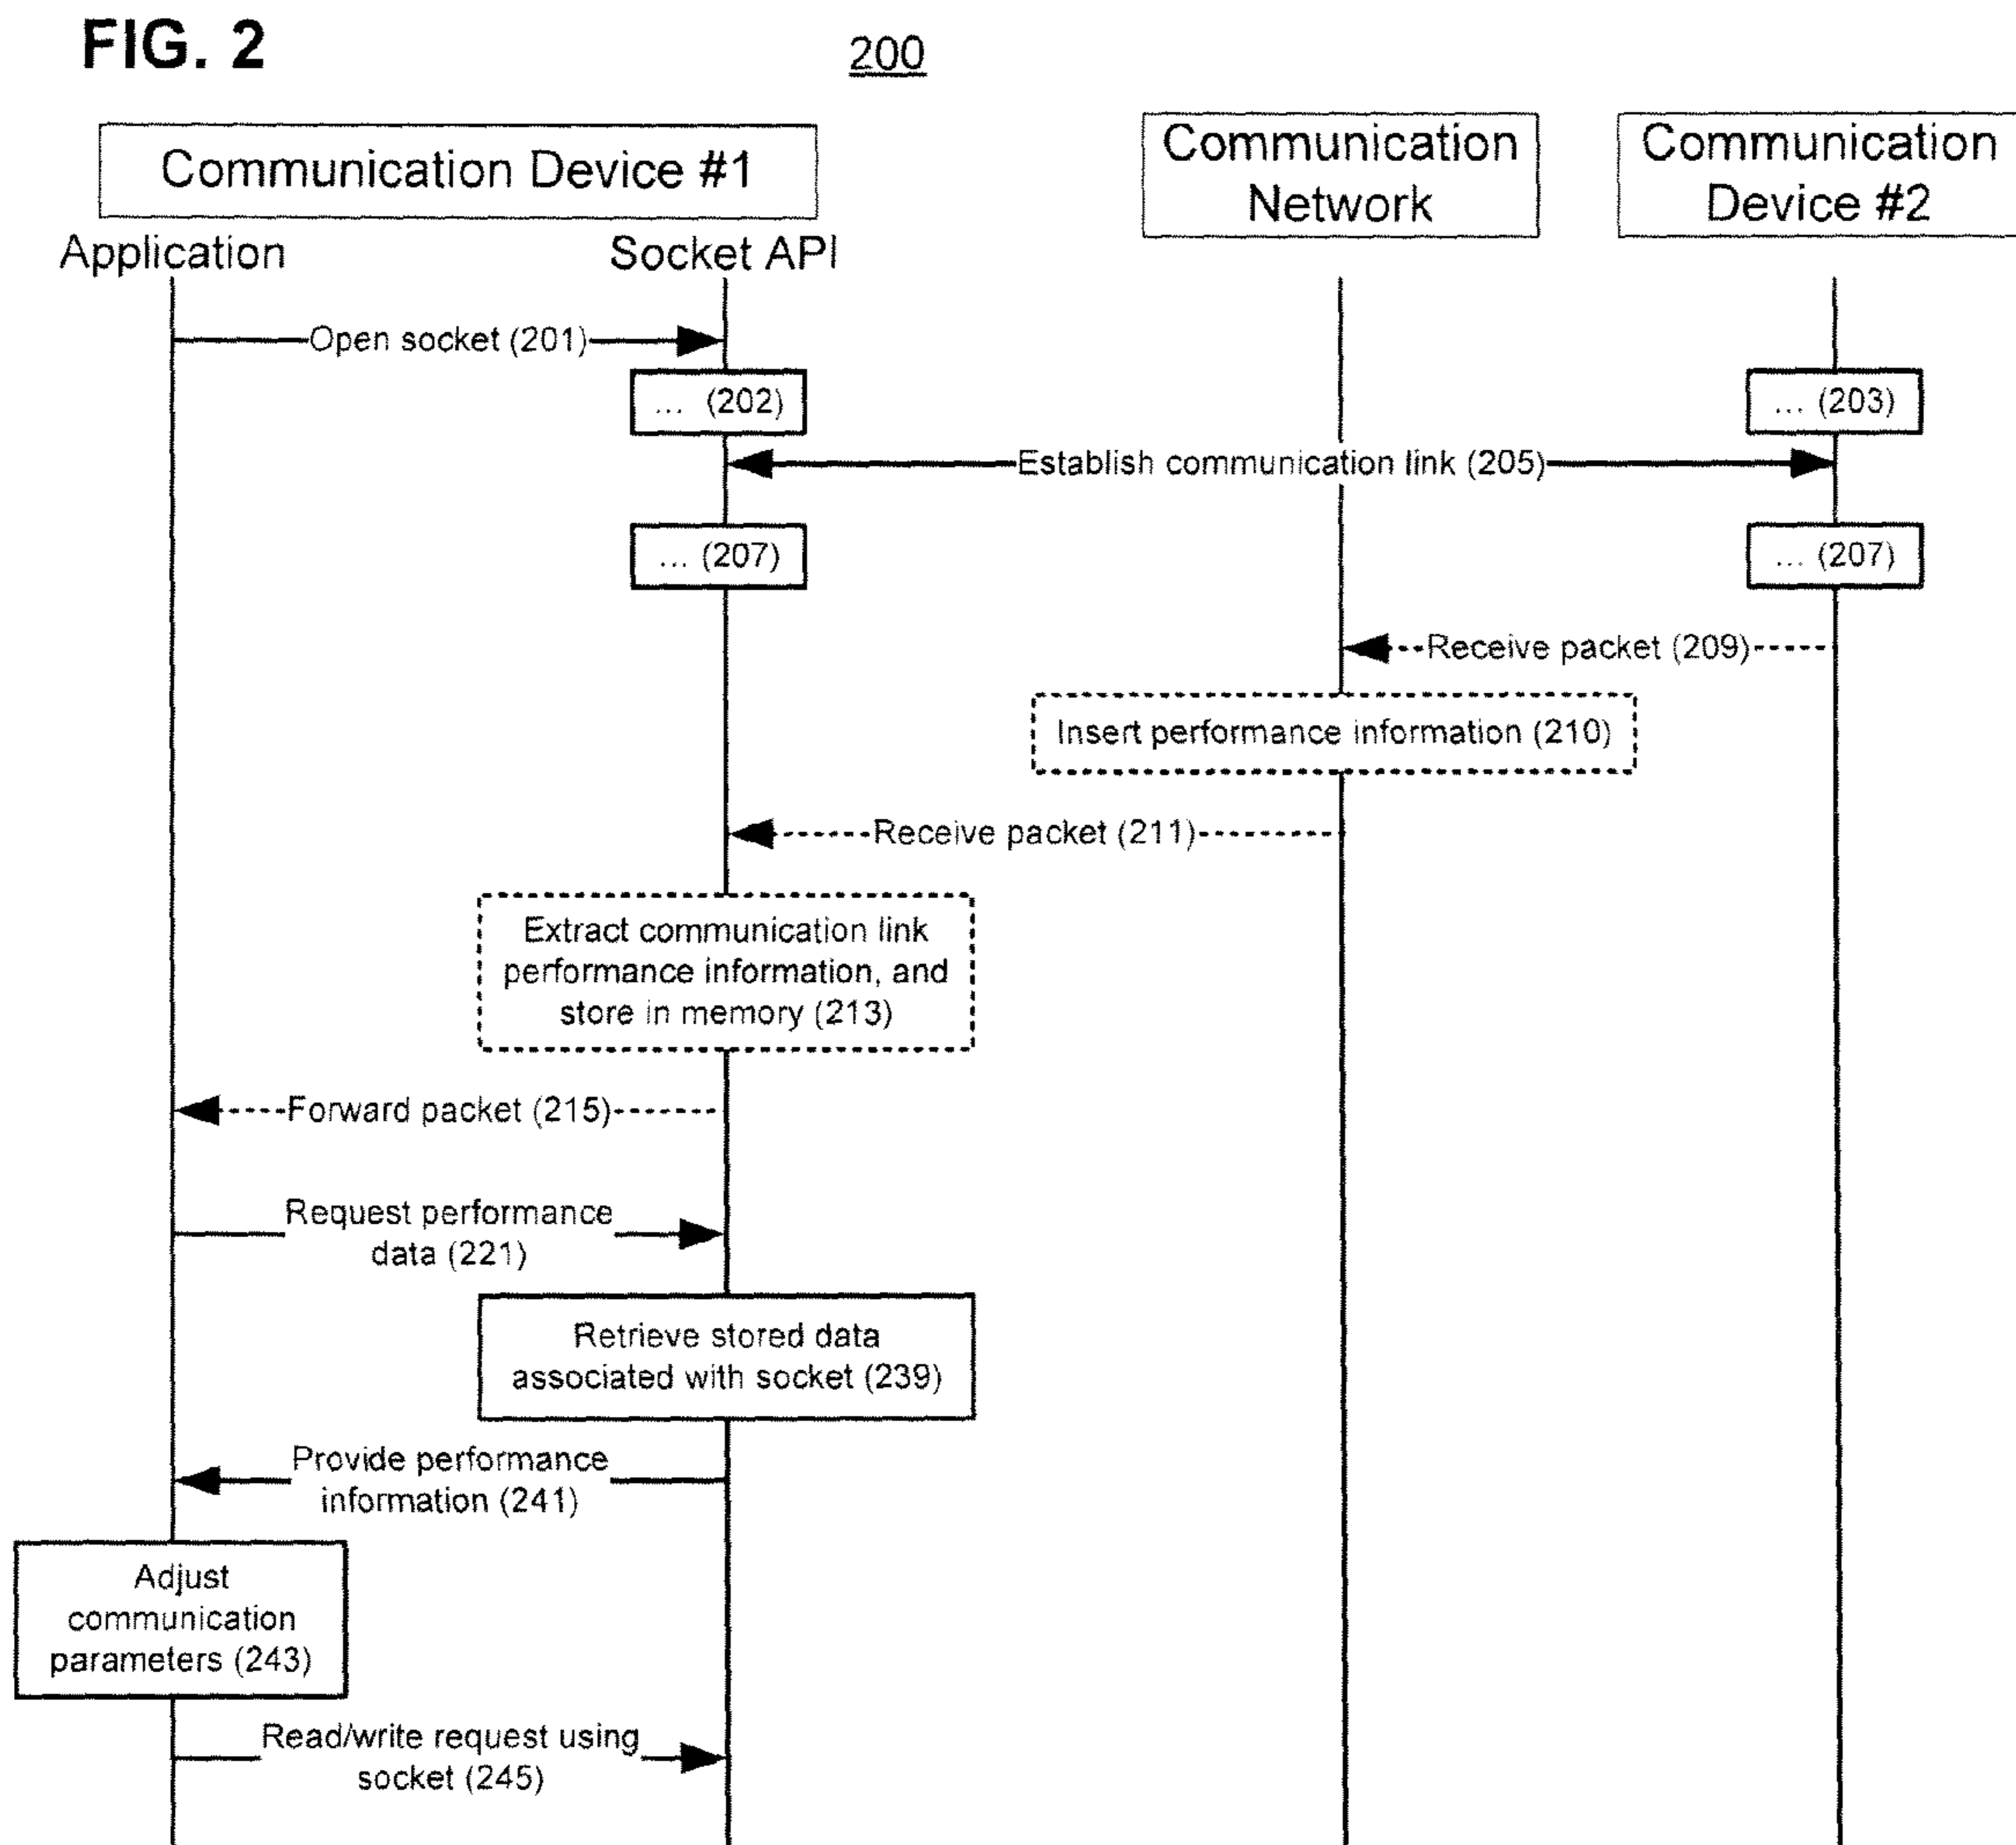 FIG. 2
200
Communication Device #1
Communication
Network
Communication
Device #2
Application
Socket API
Open socket (201)
... (202)
... (203)
Establish communication link (205)
... (207)
... (207)
Receive packet (209)
Insert performance information (210)
Receive packet (211)
Extract communication link
performance information, and
store in memory (213)
Forward packet (215)
Request performance
data (221)
Retrieve stored data
associated with socket (239)
Provide performance
information (241)
Adjust
communication
parameters (243)
Read/write request using
socket (245)